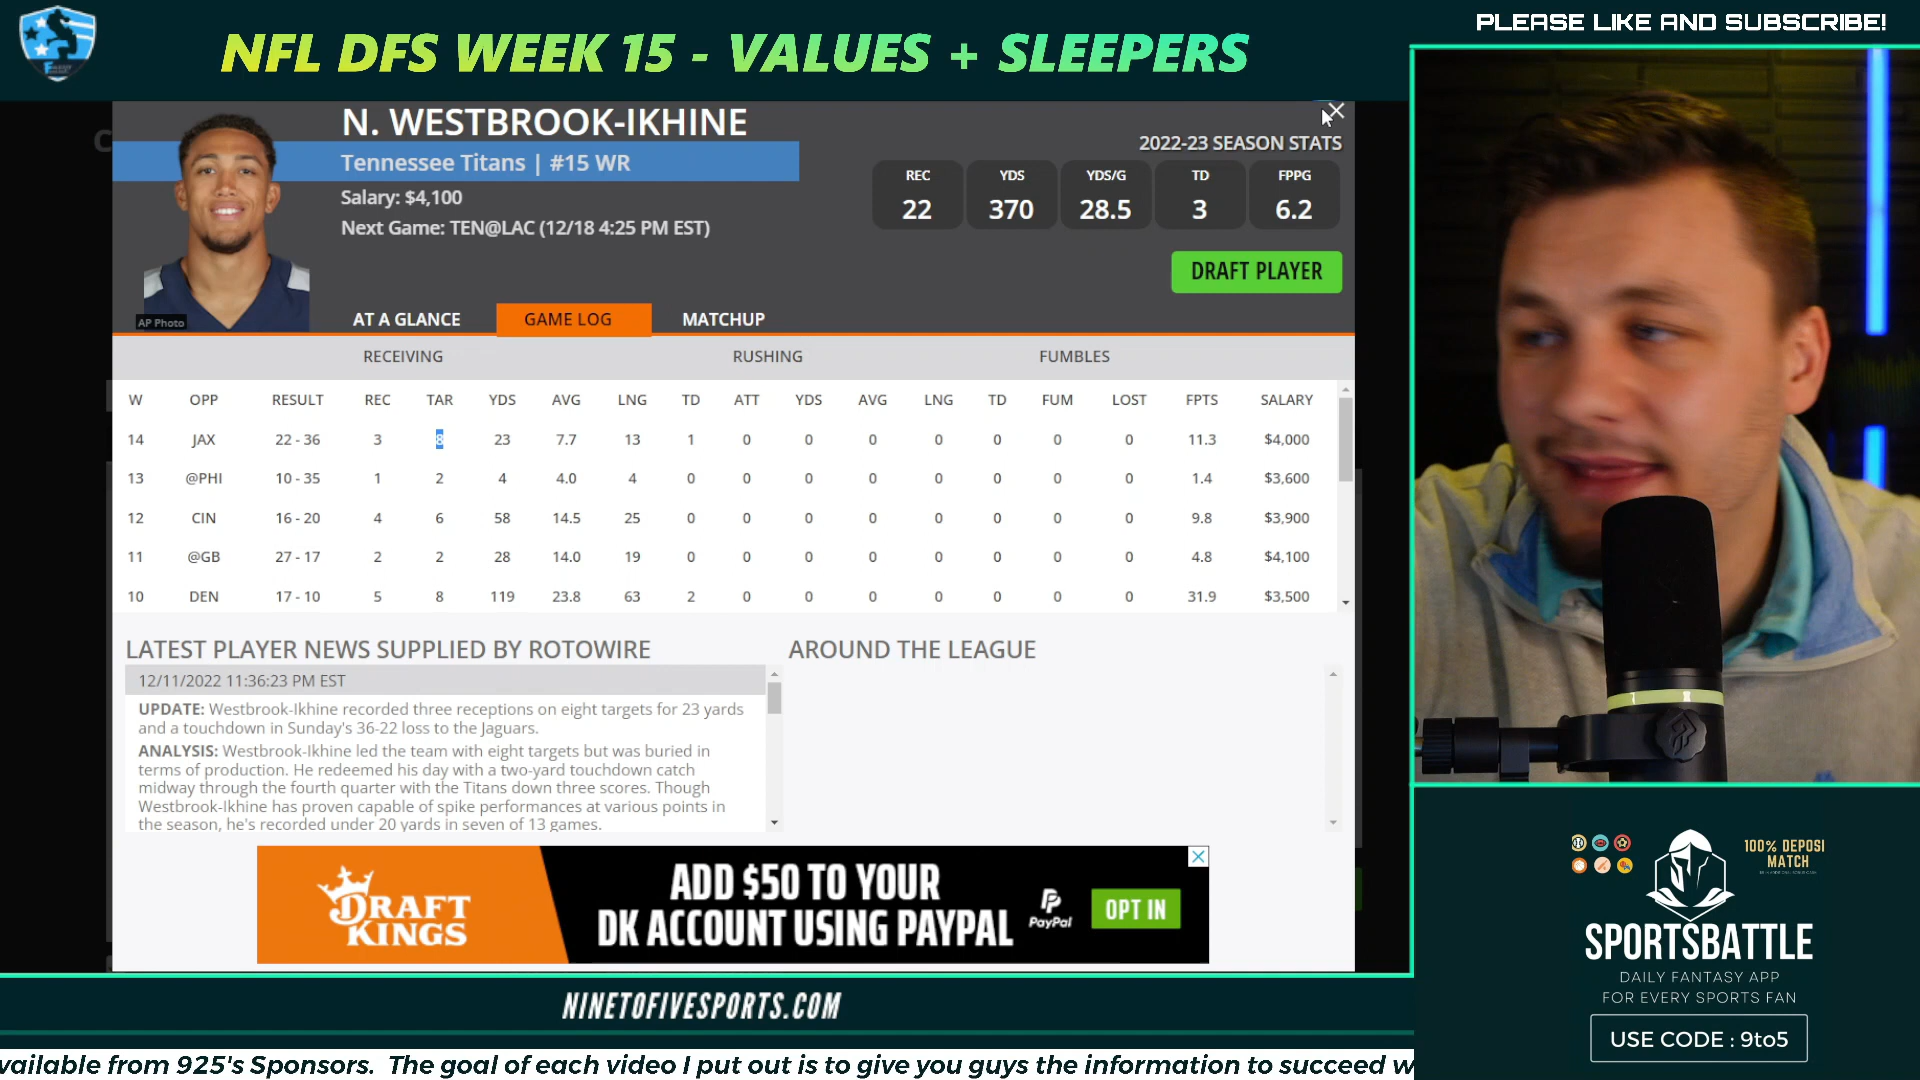 NFL DFS WEEK 15 - VALUES + SLEEPERS
PLEASE LIKE AND SUBSCRIBE!
N. WESTBROOK-IKHINE
Tennessee Titans | #15 WR
Salary: $4,100
Next Game: TEN@LAC (12/18 4:25 PM EST)
AP Photo
2022-23 SEASON STATS
REC YDS YDS/G TD FPPG
22 370 28.5 3 6.2
DRAFT PLAYER
AT A GLANCE GAME LOG MATCHUP
RECEIVING RUSHING FUMBLES
W OPP RESULT REC TAR YDS AVG LNG TD ATT YDS AVG LNG TD FUM LOST FPTS SALARY
14 JAX 22 - 36 3 8 23 7.7 13 1 0 0 0 0 0 0 0 11.3 $4,000
13 @PHI 10 - 35 1 2 4 4.0 4 0 0 0 0 0 0 0 0 1.4 $3,600
12 CIN 16 - 20 4 6 58 14.5 25 0 0 0 0 0 0 0 0 9.8 $3,900
11 @GB 27 - 17 2 2 28 14.0 19 0 0 0 0 0 0 0 0 4.8 $4,100
10 DEN 17 - 10 5 8 119 23.8 63 2 0 0 0 0 0 0 0 31.9 $3,500
LATEST PLAYER NEWS SUPPLIED BY ROTOWIRE
AROUND THE LEAGUE
12/11/2022 11:36:23 PM EST
UPDATE: Westbrook-Ikhine recorded three receptions on eight targets for 23 yards
and a touchdown in Sunday's 36-22 loss to the Jaguars.
ANALYSIS: Westbrook-Ikhine led the team with eight targets but was buried in
terms of production. He redeemed his day with a two-yard touchdown catch
midway through the fourth quarter with the Titans down three scores. Though
Westbrook-Ikhine has proven capable of spike performances at various points in
the season, he's recorded under 20 yards in seven of 13 games.
DRAFT
KINGS
ADD $50 TO YOUR
DK ACCOUNT USING PAYPAL
PayPal
OPT IN
100% DEPOSI
MATCH
SPORTSBATTLE
DAILY FANTASY APP
FOR EVERY SPORTS FAN
USE CODE : 9to5
NINETOFIVESPORTS.COM
vailable from 925's Sponsors. The goal of each video I put out is to give you guys the information to succeed w